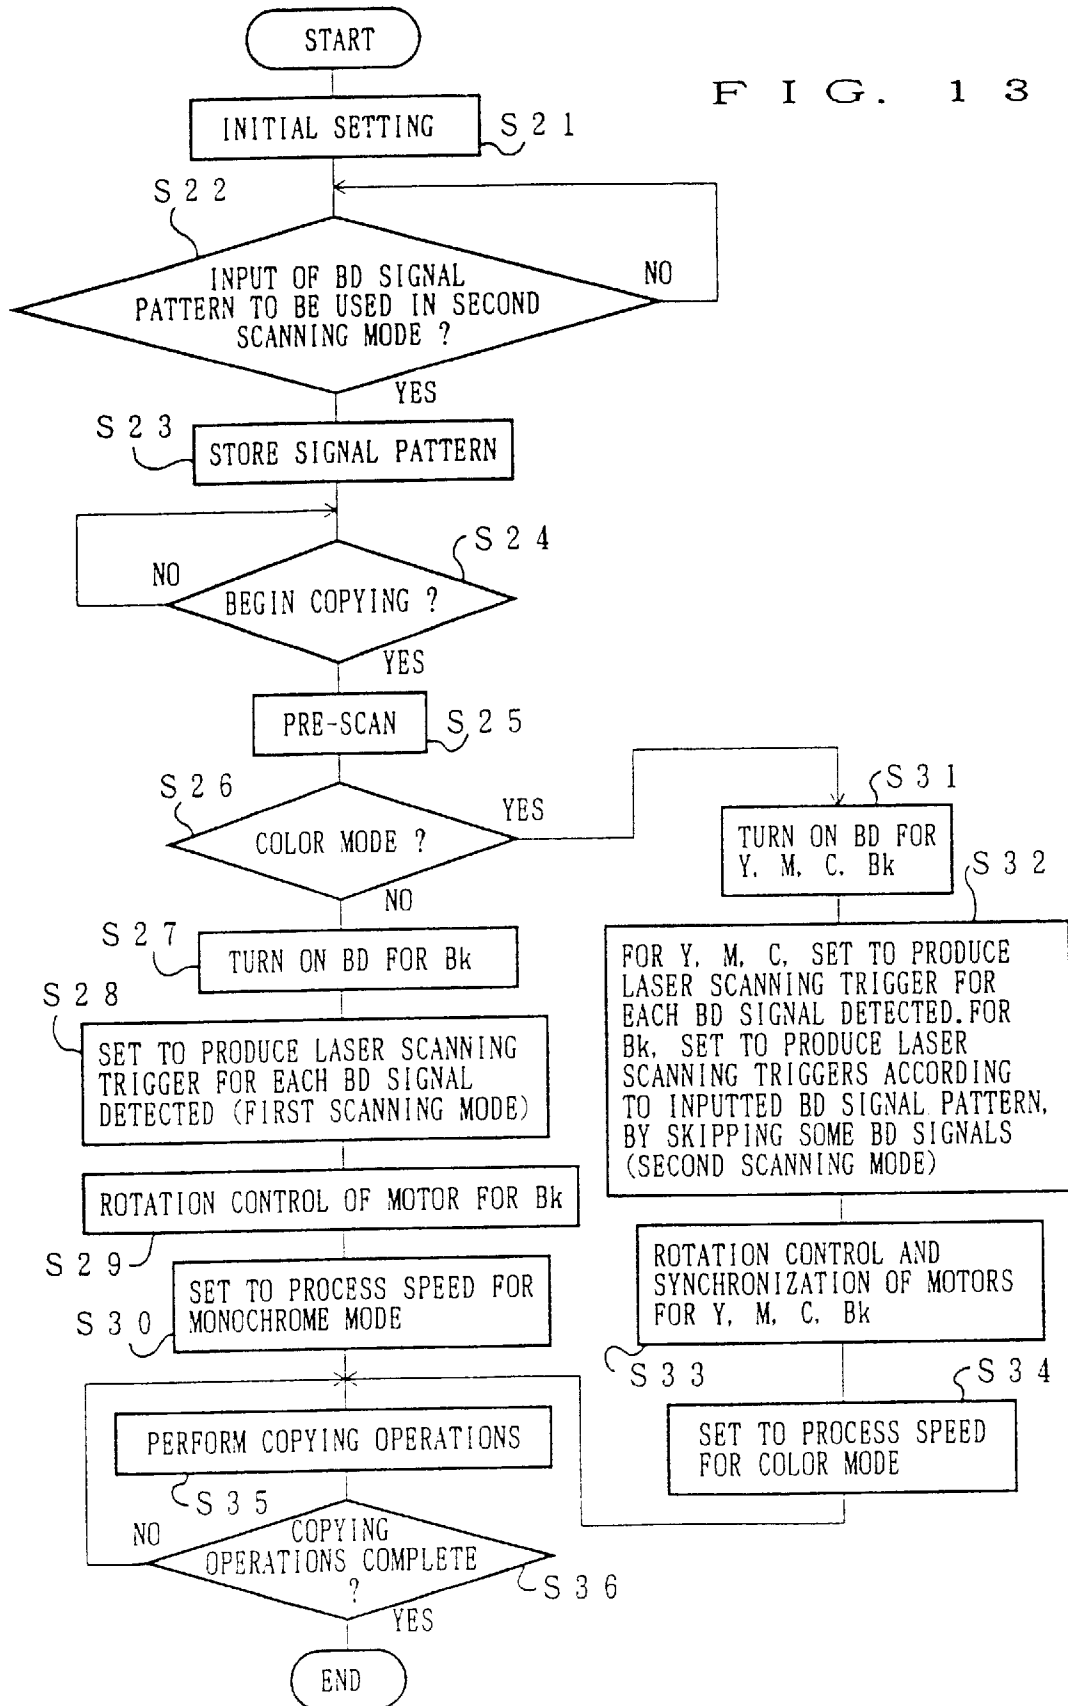 START
F I G. 1 3
INITIAL SETTING
S 2 1
S 2 2
INPUT OF BD SIGNAL
PATTERN TO BE USED IN SECOND
SCANNING MODE ?
NO
YES
S 2 3
STORE SIGNAL PATTERN
S 2 4
NO
BEGIN COPYING ?
YES
PRE-SCAN
S 2 5
S 2 6
COLOR MODE ?
YES
NO
S 2 7
TURN ON BD FOR Bk
S 2 8
SET TO PRODUCE LASER SCANNING
TRIGGER FOR EACH BD SIGNAL
DETECTED (FIRST SCANNING MODE)
ROTATION CONTROL OF MOTOR FOR Bk
S 2 9
SET TO PROCESS SPEED FOR
MONOCHROME MODE
S 3 0
S 3 1
TURN ON BD FOR
Y, M, C, Bk
S 3 2
FOR Y, M, C, SET TO PRODUCE
LASER SCANNING TRIGGER FOR
EACH BD SIGNAL DETECTED.FOR
Bk, SET TO PRODUCE LASER
SCANNING TRIGGERS ACCORDING
TO INPUTTED BD SIGNAL PATTERN,
BY SKIPPING SOME BD SIGNALS
(SECOND SCANNING MODE)
ROTATION CONTROL AND
SYNCHRONIZATION OF MOTORS
FOR Y, M, C, Bk
S 3 3
S 3 4
SET TO PROCESS SPEED
FOR COLOR MODE
PERFORM COPYING OPERATIONS
S 3 5
NO
COPYING
OPERATIONS COMPLETE
?
S 3 6
YES
END